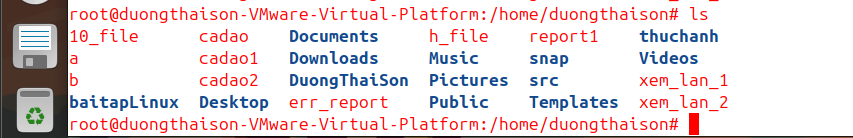 root@duongthaison-VMware-Virtual-Platform:/home/duongthaison# ls
10_file cadao Documents h_file report1 thuchanh
a cadao1 Downloads Music snap Videos
b cadao2 DuongThaiSon Pictures src xem_lan_1
baitapLinux Desktop err_report Public Templates xem_lan_2
root@duongthaison-VMware-Virtual-Platform:/home/duongthaison#